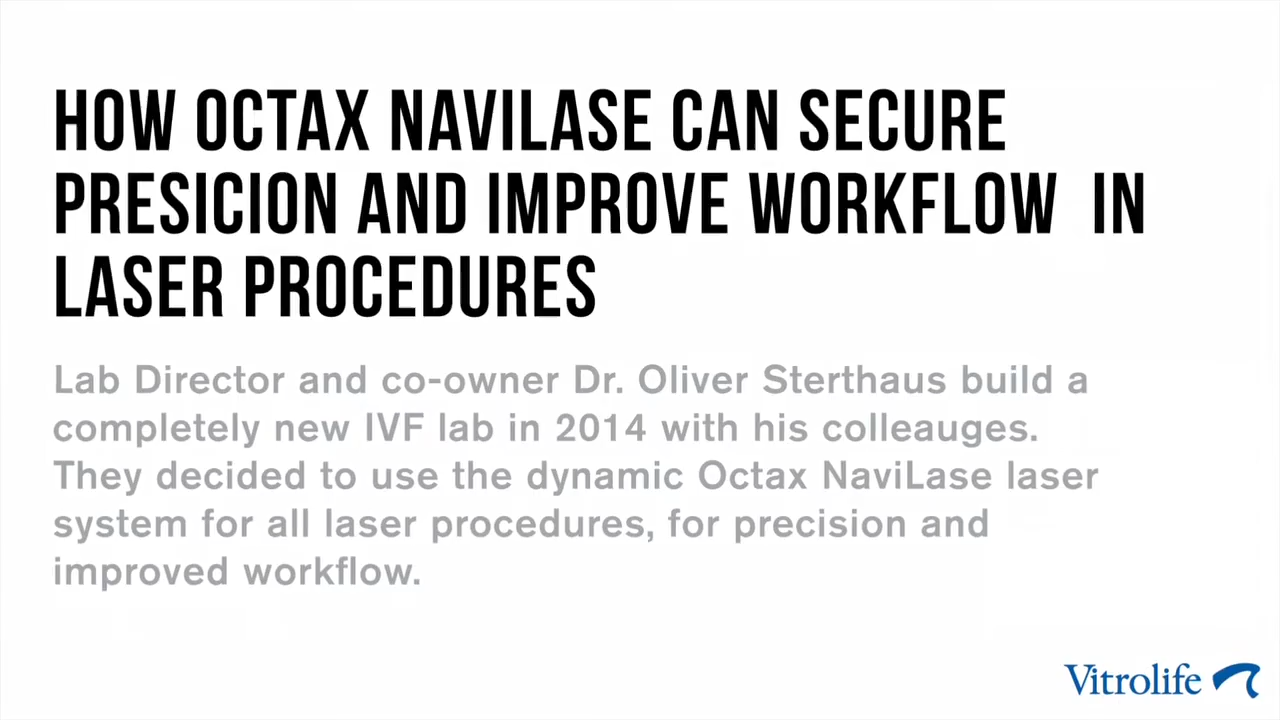 HOW OCTAX NAVILASE CAN SECURE
PRESICION AND IMPROVE WORKFLOW IN
LASER PROCEDURES
Lab Director and co-owner Dr. Oliver Sterthaus build a
completely new IVF lab in 2014 with his colleauges.
They decided to use the dynamic Octax NaviLase laser
system for all laser procedures, for precision and
improved workflow.
Vitrolife